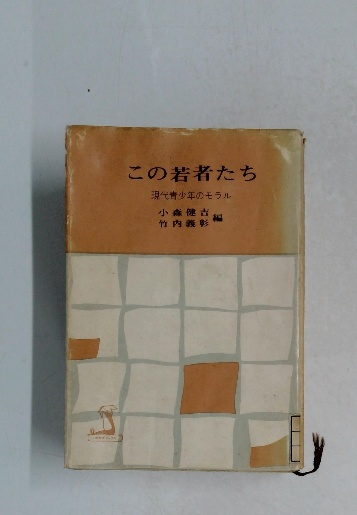 この若者たち
現代青少年のモラル
小森健吉
竹内義彰
編